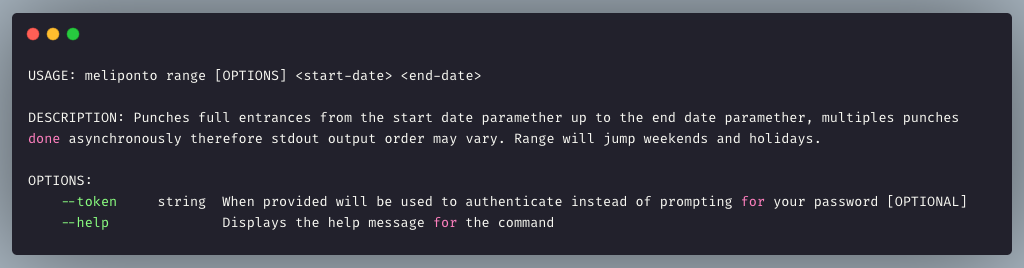 USAGE: meliponto range [OPTIONS] <start-date> <end-date>
DESCRIPTION: Punches full entrances from the start date paramether up to the end date paramether, multiples punches
done asynchronously therefore stdout output order may vary. Range will jump weekends and holidays.
OPTIONS:
--token string When provided will be used to authenticate instead of prompting for your password [OPTIONAL]
--help Displays the help message for the command